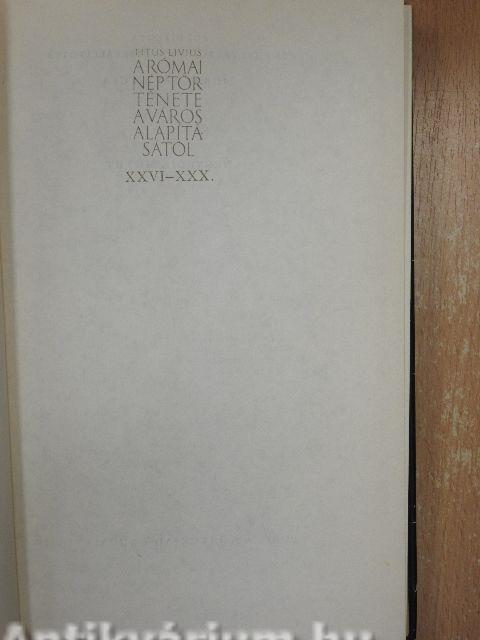 TITUS LIVIUS
A RÓMAI
NÉP TÖR
TÉNETE
A VÁROS
ALAPÍTÁ
SÁTÓL
XXVI–XXX.
Antikvárium.hu